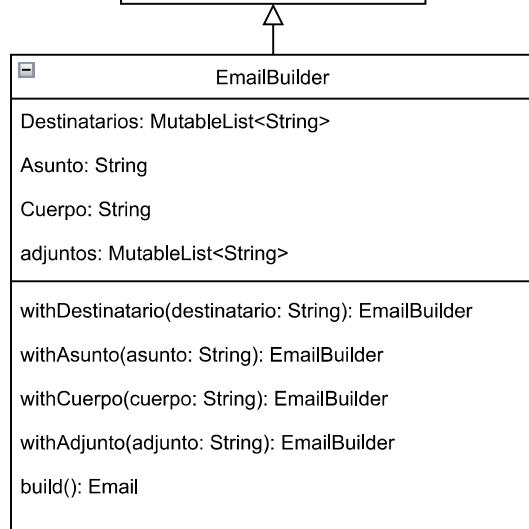 EmailBuilder
Destinatarios: MutableList<String>
Asunto: String
Cuerpo: String
adjuntos: MutableList<String>
withDestinatario(destinatario: String): EmailBuilder
withAsunto(asunto: String): EmailBuilder
withCuerpo(cuerpo: String): EmailBuilder
withAdjunto(adjunto: String): EmailBuilder
build(): Email